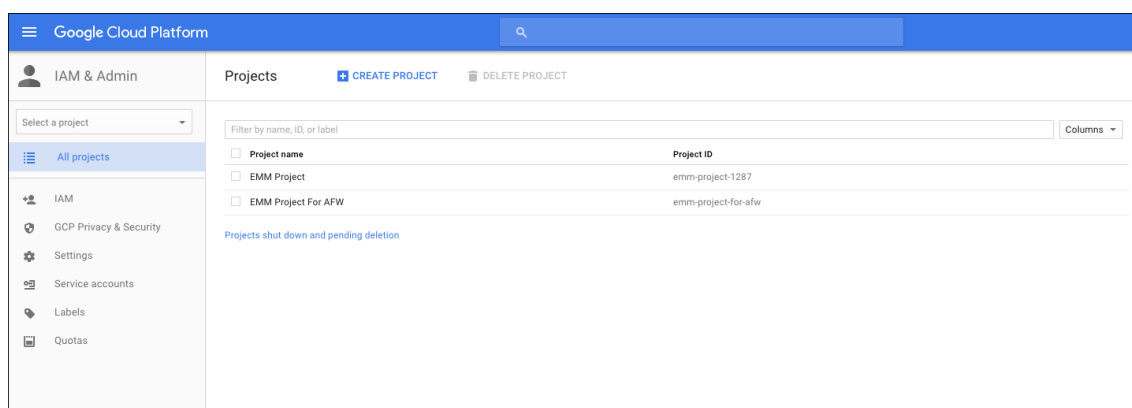 Google Cloud Platform
IAM & Admin
Projects CREATE PROJECT DELETE PROJECT
Select a project
Filter by name, ID, or label Columns
All projects
Project name Project ID
EMM Project emm-project-1287
EMM Project For AFW emm-project-for-afw
Projects shut down and pending deletion
IAM
GCP Privacy & Security
Settings
Service accounts
Labels
Quotas